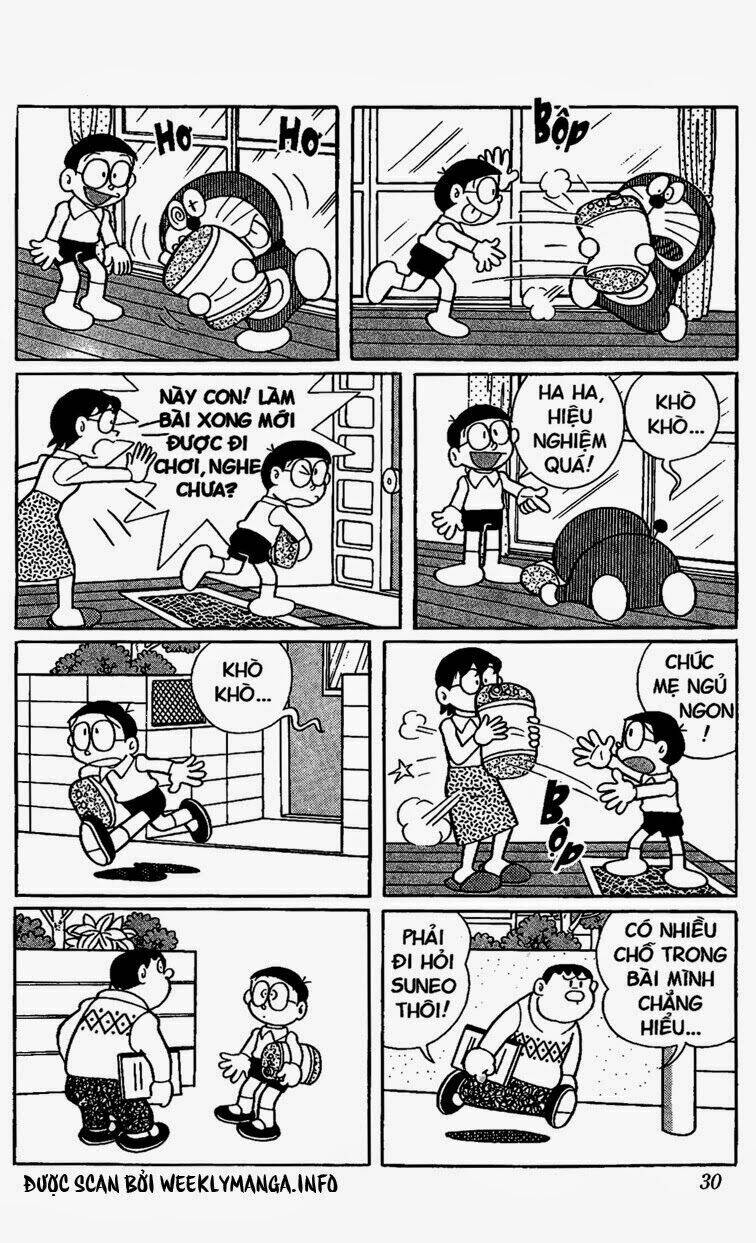 BỘP
HƠ
HƠ
KHÒ
KHÒ...
HA HA,
HIỆU
NGHIỆM
QUÁ!
NÀY CON! LÀM
BÀI XONG MỚI
ĐƯỢC ĐI
CHƠI, NGHE
CHƯA?
CHÚC
MẸ NGỦ
NGON
!
BỘP
KHÒ
KHÒ...
CÓ NHIỀU
CHỖ TRONG
BÀI MÌNH
CHẲNG
HIỂU...
PHẢI
ĐI HỎI
SUNEO
THÔI!
ĐƯỢC SCAN BỞI WEEKLYMANGA.INFO
30